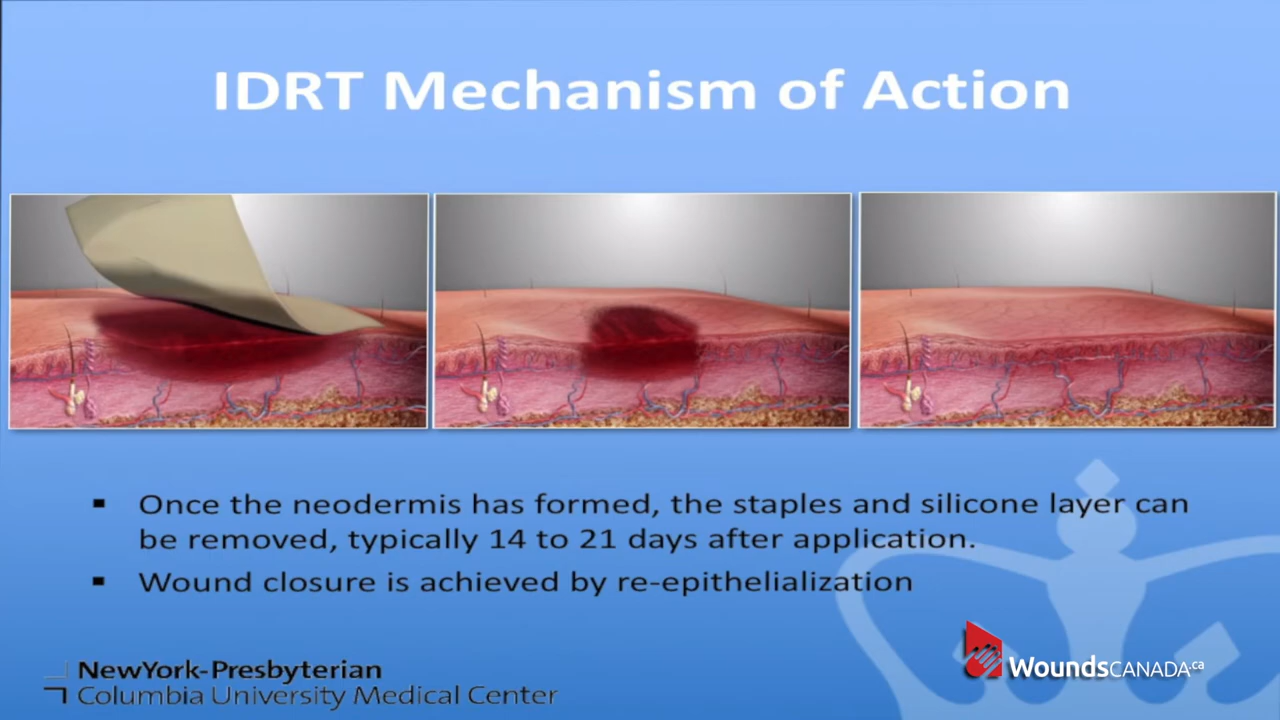 IDRT Mechanism of Action
▪ Once the neodermis has formed, the staples and silicone layer can
be removed, typically 14 to 21 days after application.
▪ Wound closure is achieved by re-epithelialization
NewYork-Presbyterian
Columbia University Medical Center
WoundsCANADA.ca